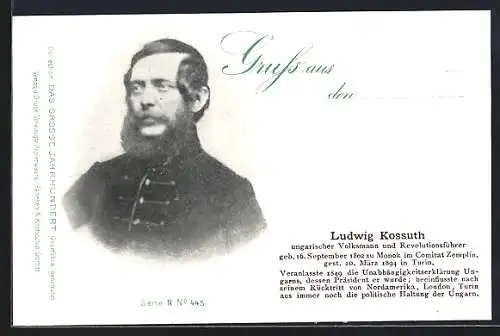 Gruß aus
den
Ludwig Kossuth
ungarischer Volksmann und Revolutionsführer
geb. 16. September 1802 zu Monok im Comitat Zemplin,
gest. 20. März 1894 in Turin.
Veranlasste 1849 die Unabhängigkeitserklärung Un-
garns, dessen Präsident er wurde; beeinflusste nach
seinem Rücktritt von Nordamerika, London, Turin
aus immer noch die politische Haltung der Ungarn.
Serie II Nº 445
DAS GROSSE JAHRHUNDERT